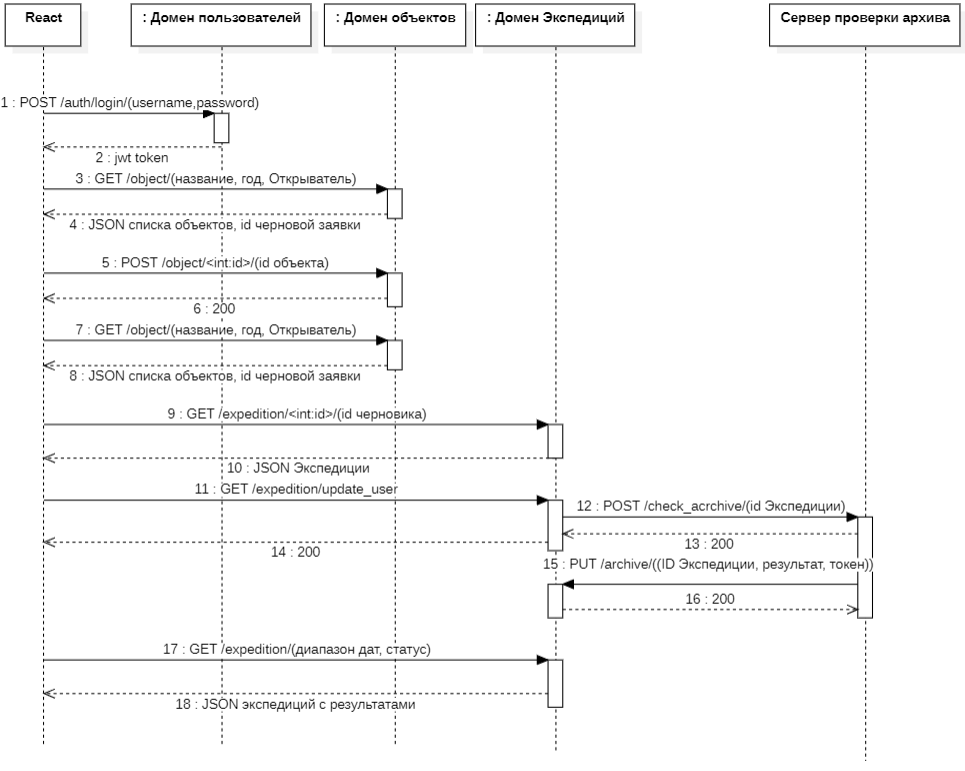 React
: Домен пользователей
: Домен объектов
: Домен Экспедиций
Сервер проверки архива
1 : POST /auth/login/(username,password)
2 : jwt token
3 : GET /object/(название, год, Открыватель)
4 : JSON списка объектов, id черновой заявки
5 : POST /object/<int:id>/(id объекта)
6 : 200
7 : GET /object/(название, год, Открыватель)
8 : JSON списка объектов, id черновой заявки
9 : GET /expedition/<int:id>/(id черновика)
10 : JSON Экспедиции
11 : GET /expedition/update_user
12 : POST /check_acrchive/(id Экспедиции)
13 : 200
14 : 200
15 : PUT /archive/((ID Экспедиции, результат, токен))
16 : 200
17 : GET /expedition/(диапазон дат, статус)
18 : JSON экспедиций с результатами